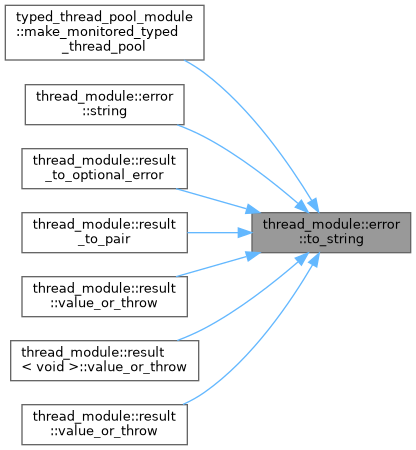 typed_thread_pool_module
::make_monitored_typed
_thread_pool
thread_module::error
::string
thread_module::result
_to_optional_error
thread_module::result
_to_pair
thread_module::error
::to_string
thread_module::result
::value_or_throw
thread_module::result
< void >::value_or_throw
thread_module::result
::value_or_throw